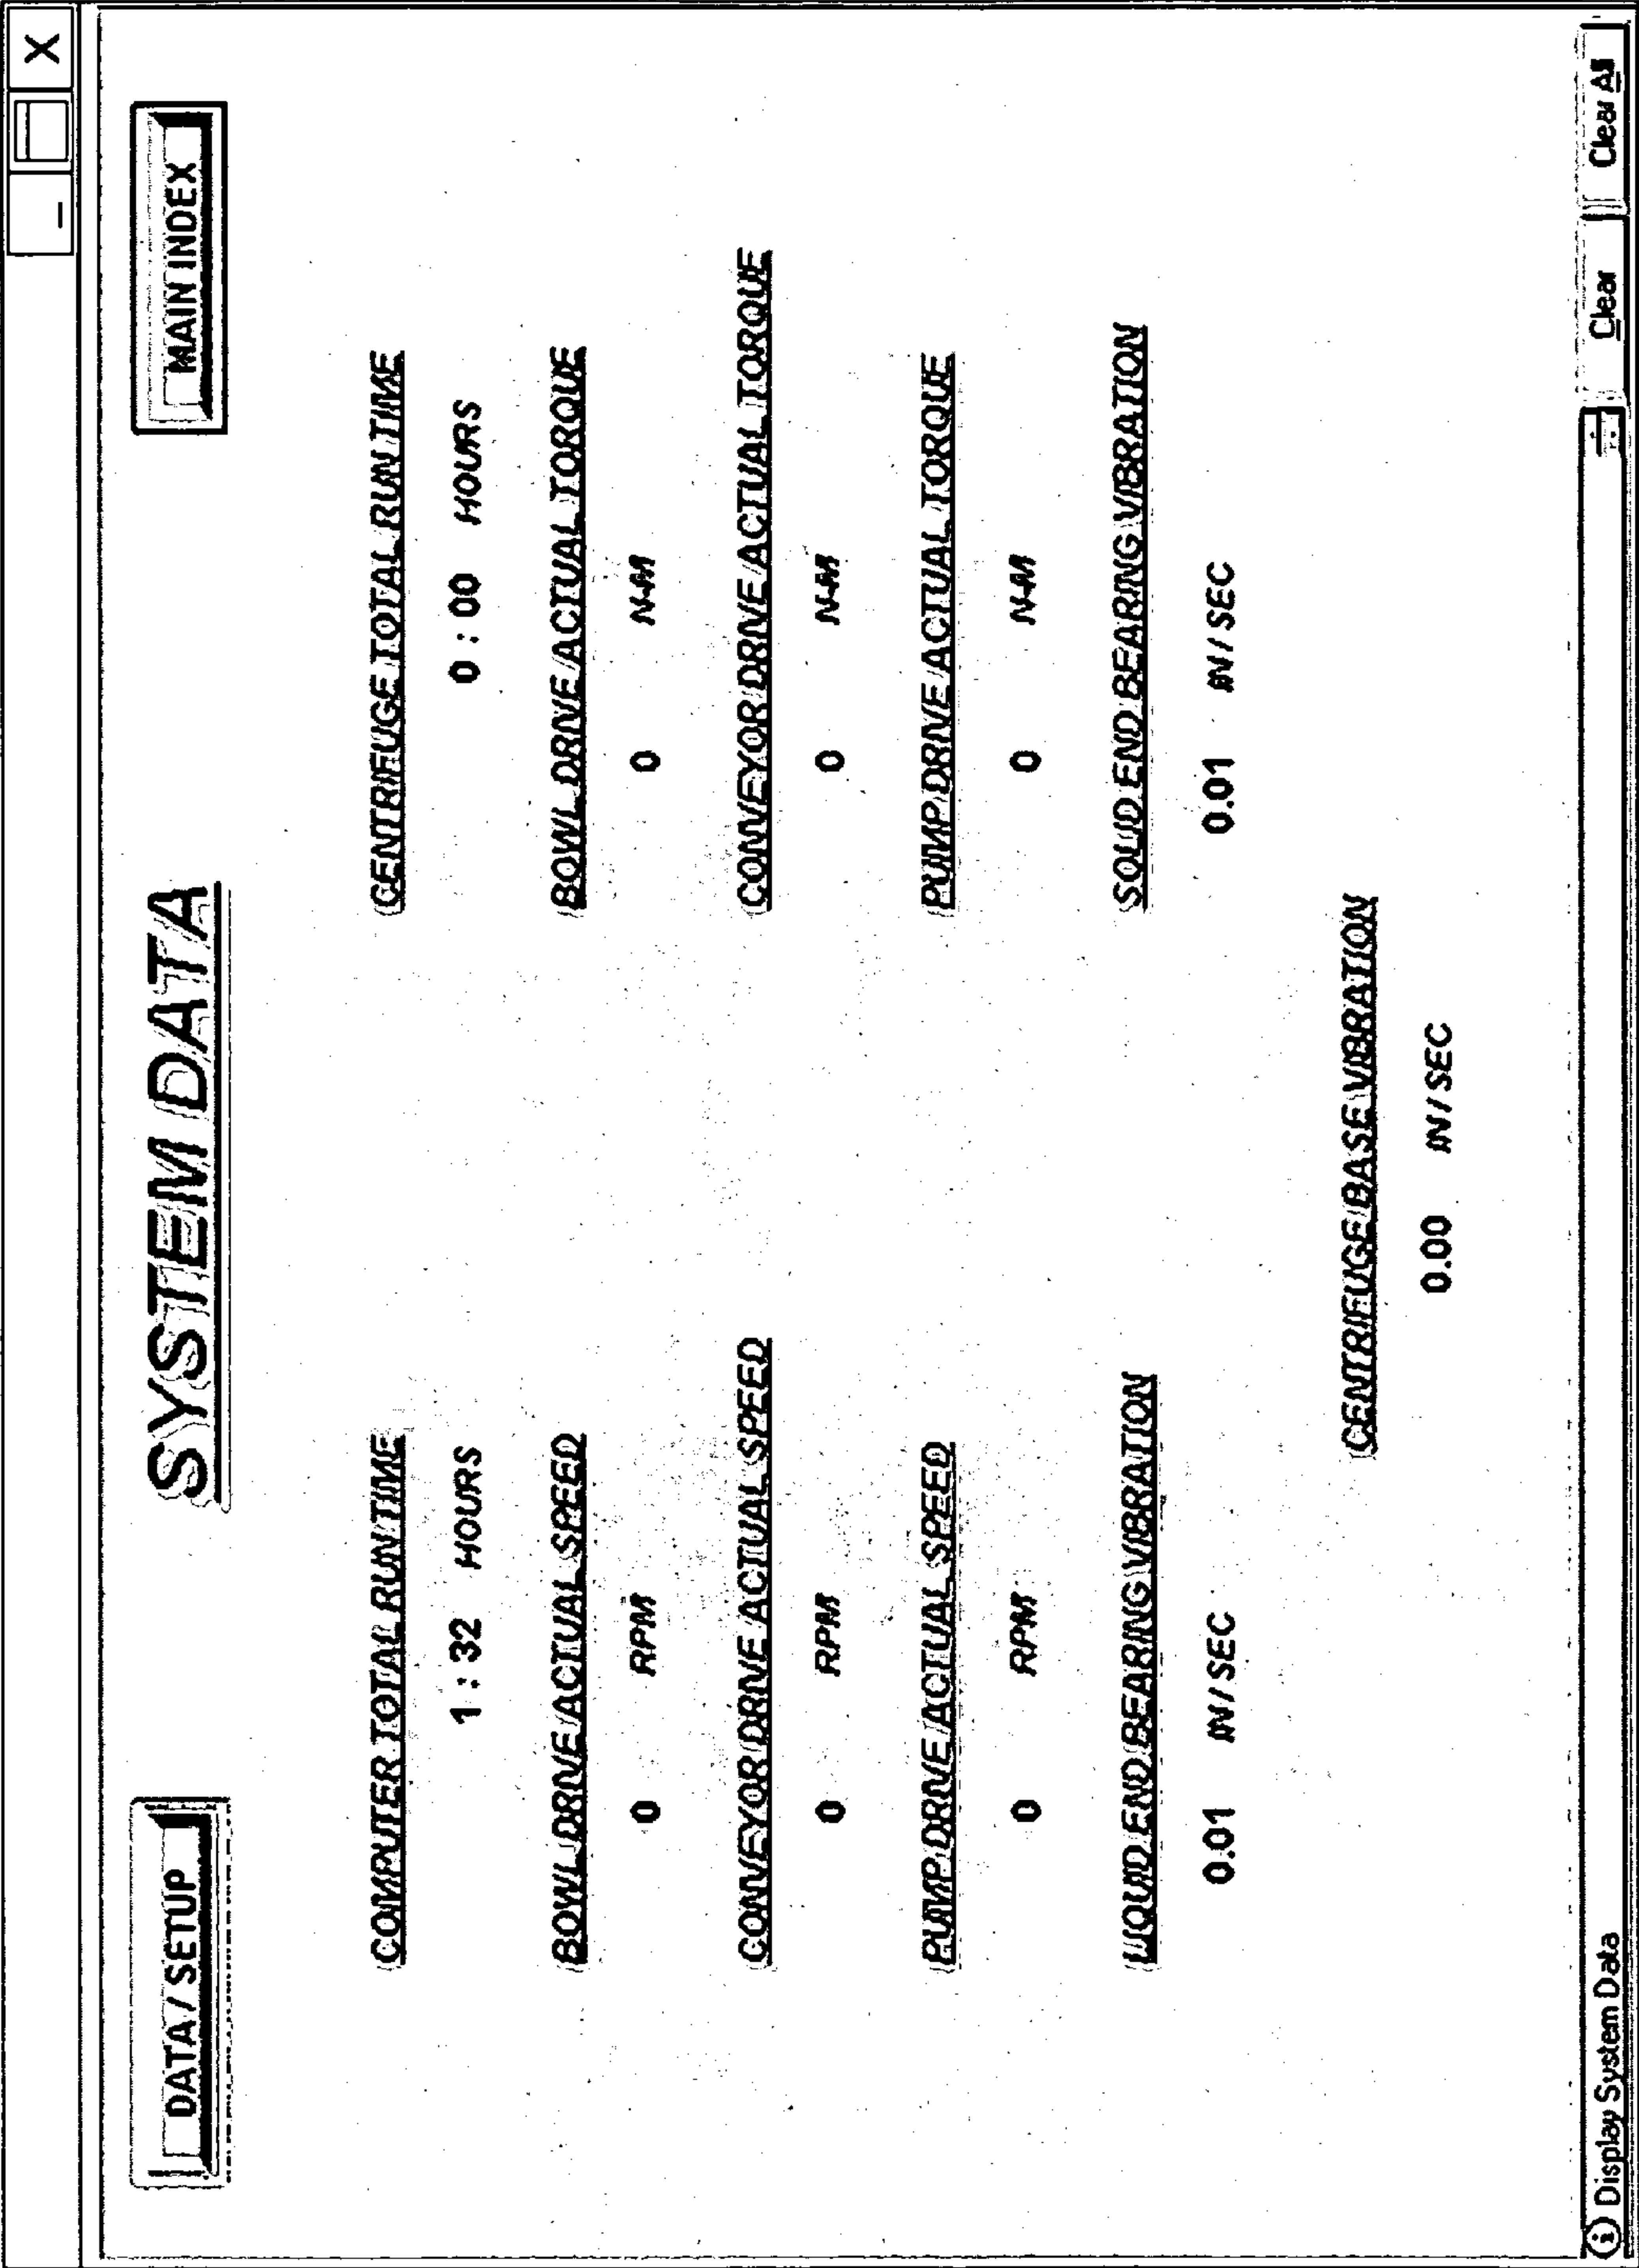 DATA / SETUP SYSTEM DATA MAIN INDEX
COMPUTER TOTAL RUN TIME CENTRIFUGE TOTAL RUN TIME
1 : 32 HOURS 0 : 00 HOURS
BOWL DRIVE ACTUAL SPEED BOWL DRIVE ACTUAL TORQUE
0 RPM 0 N-M
CONVEYOR DRIVE ACTUAL SPEED CONVEYOR DRIVE ACTUAL TORQUE
0 RPM 0 N-M
PUMP DRIVE ACTUAL SPEED PUMP DRIVE ACTUAL TORQUE
0 RPM 0 N-M
LIQUID END BEARING VIBRATION SOLID END BEARING VIBRATION
0.01 IN / SEC 0.01 IN / SEC
CENTRIFUGE BASE VIBRATION
0.00 IN / SEC
Display System Data Clear Clear All